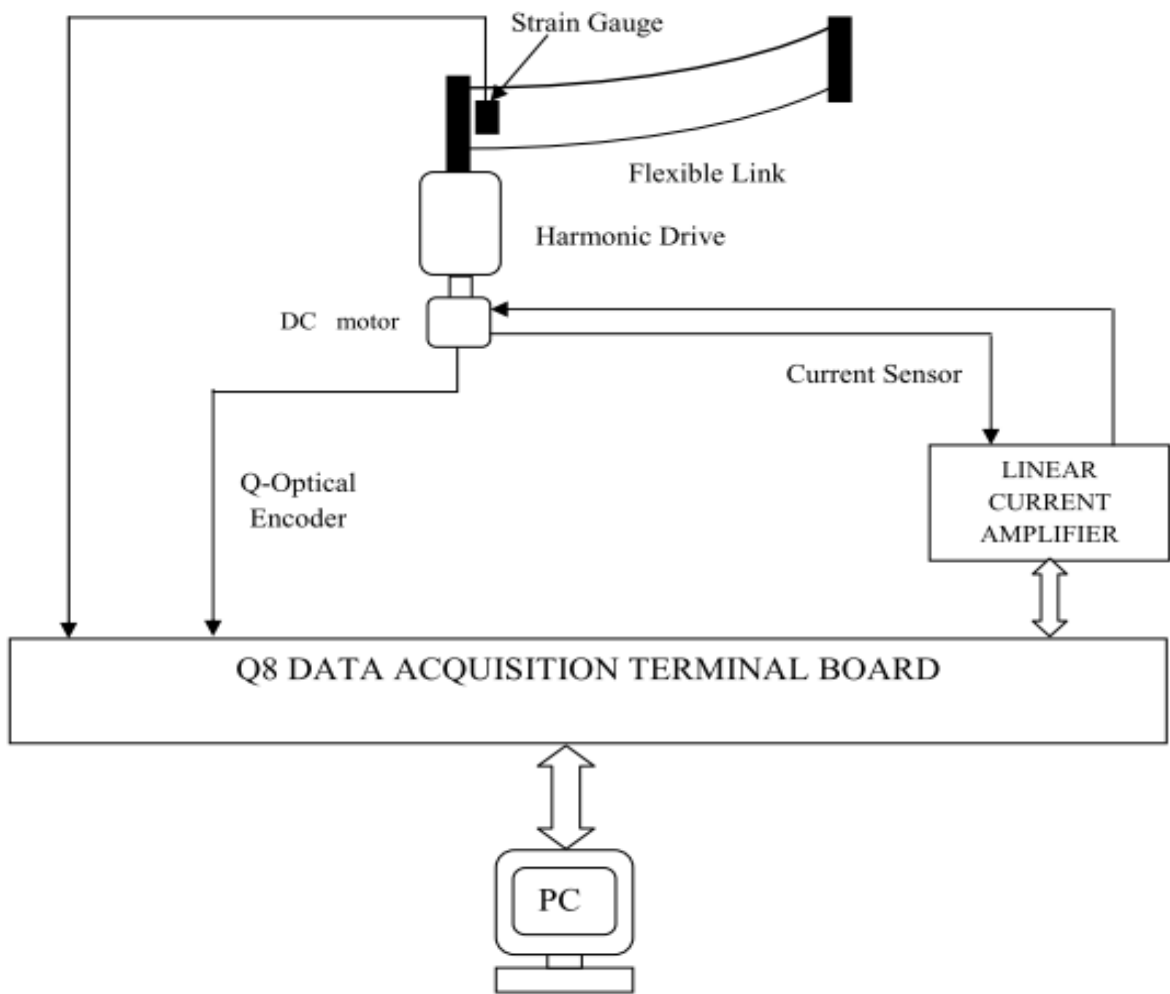 Strain Gauge
Flexible Link
Harmonic Drive
DC motor
Current Sensor
Q-Optical
Encoder
LINEAR
CURRENT
AMPLIFIER
Q8 DATA ACQUISITION TERMINAL BOARD
PC